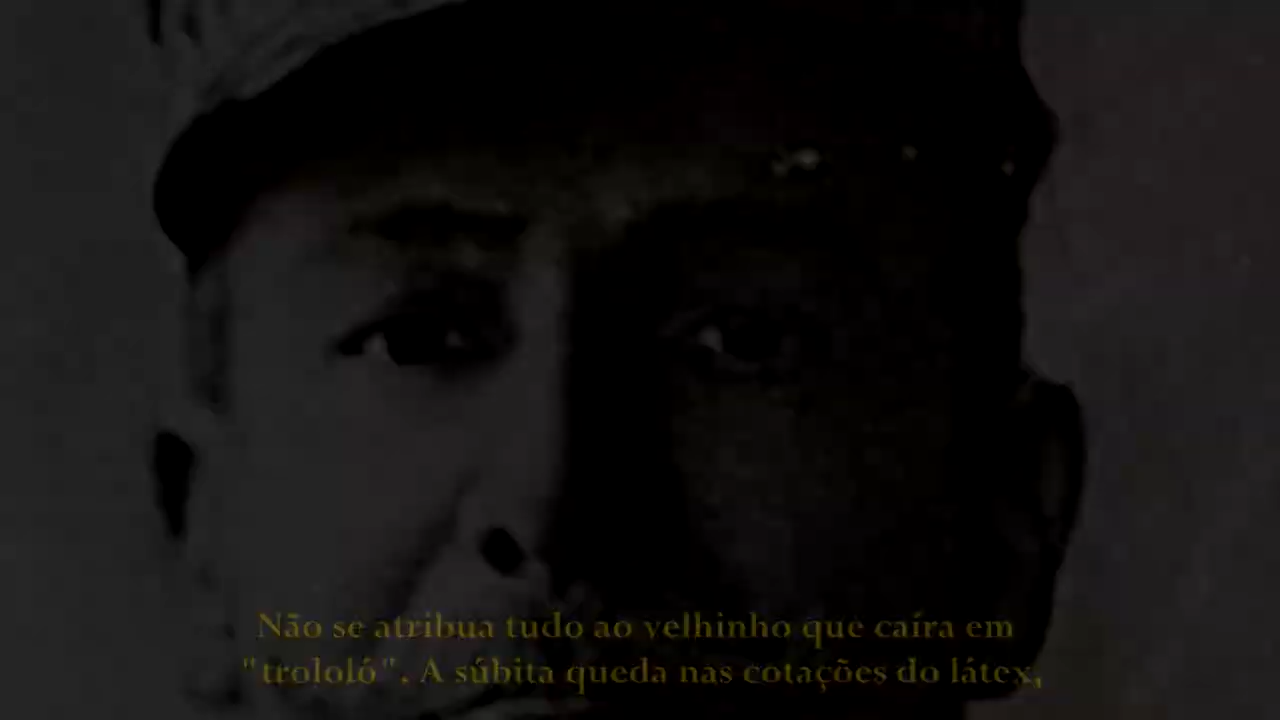 Não se atribua tudo ao velhinho que caíra em
"trololó". A súbita queda nas cotações do látex,